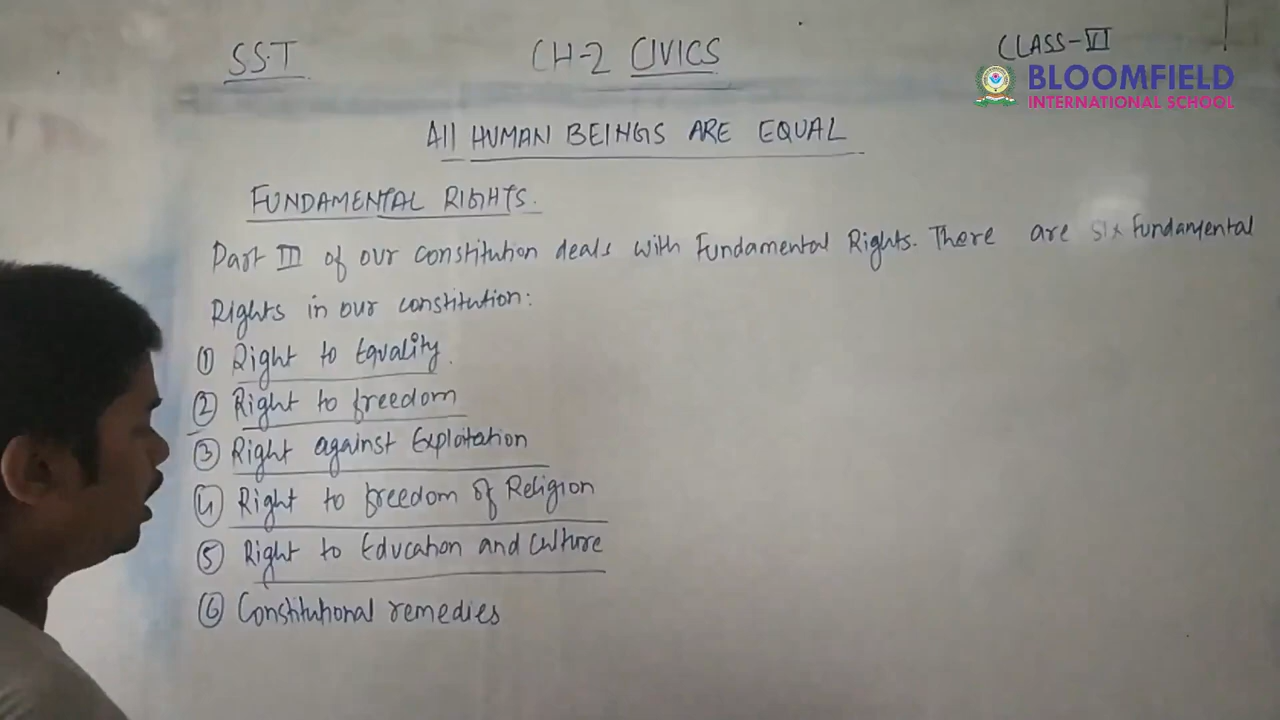 SST
CH-2 CIVICS
CLASS-VI
BLOOMFIELD
INTERNATIONAL SCHOOL
All HUMAN BEINGS ARE EQUAL
FUNDAMENTAL RIGHTS.
Part III of our constitution deals with Fundamental Rights. There are six Fundamental
Rights in our constitution:
① Right to Equality.
② Right to freedom
③ Right against Exploitation
④ Right to freedom of Religion
⑤ Right to Education and Culture
⑥ Constitutional remedies